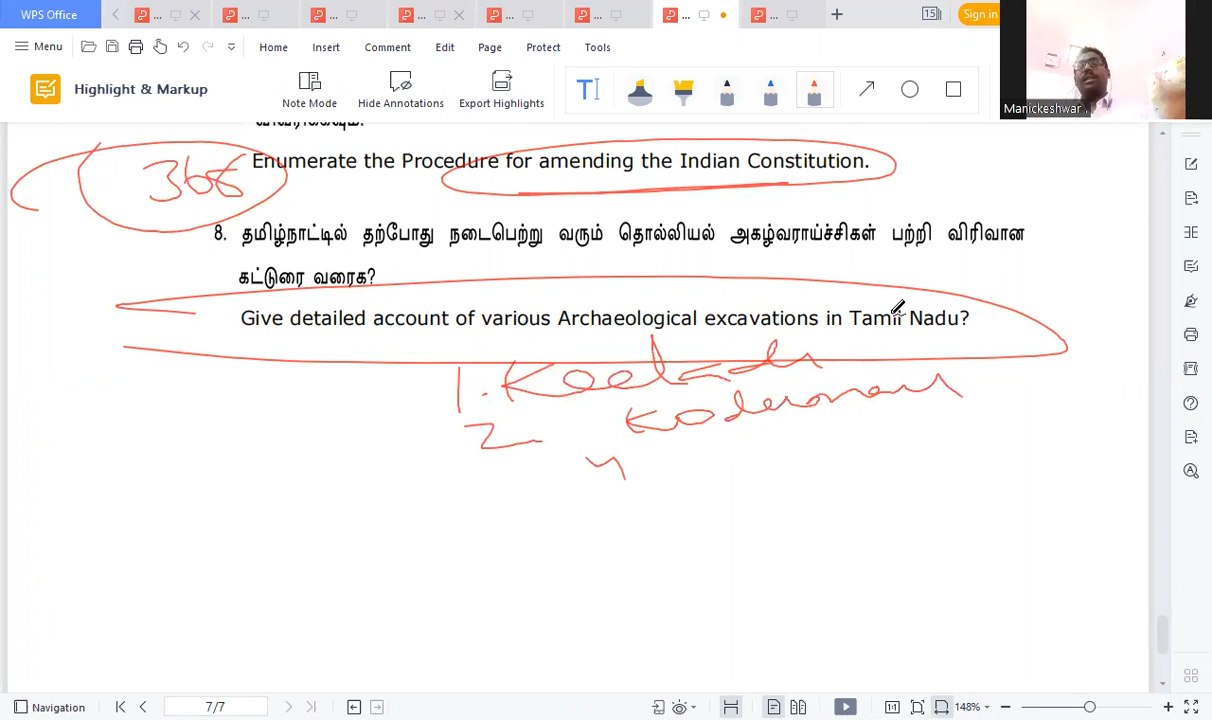 WPS Office
... ... ... ... ... ... ... ...
15
Sign in
Menu
Home Insert Comment Edit Page Protect Tools
Highlight & Markup
Note Mode Hide Annotations Export Highlights
Manickeshwar
Enumerate the Procedure for amending the Indian Constitution.
368
8. தமிழ்நாட்டில் தற்போது நடைபெற்று வரும் தொல்லியல் அகழ்வராய்ச்சிகள் பற்றி விரிவான
கட்டுரை வரைக?
Give detailed account of various Archaeological excavations in Tamil Nadu?
1. Keeladi
2 Kodumanal
Navigation
7/7
1:1
148%